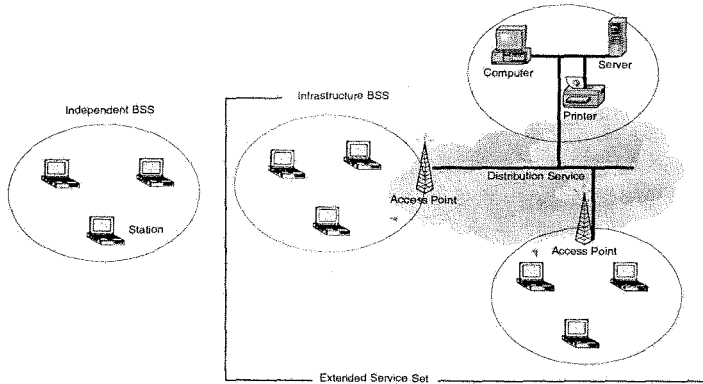 Computer
Server
Printer
Independent BSS
Infrastructure BSS
Distribution Service
Access Point
Station
Access Point
Extended Service Set